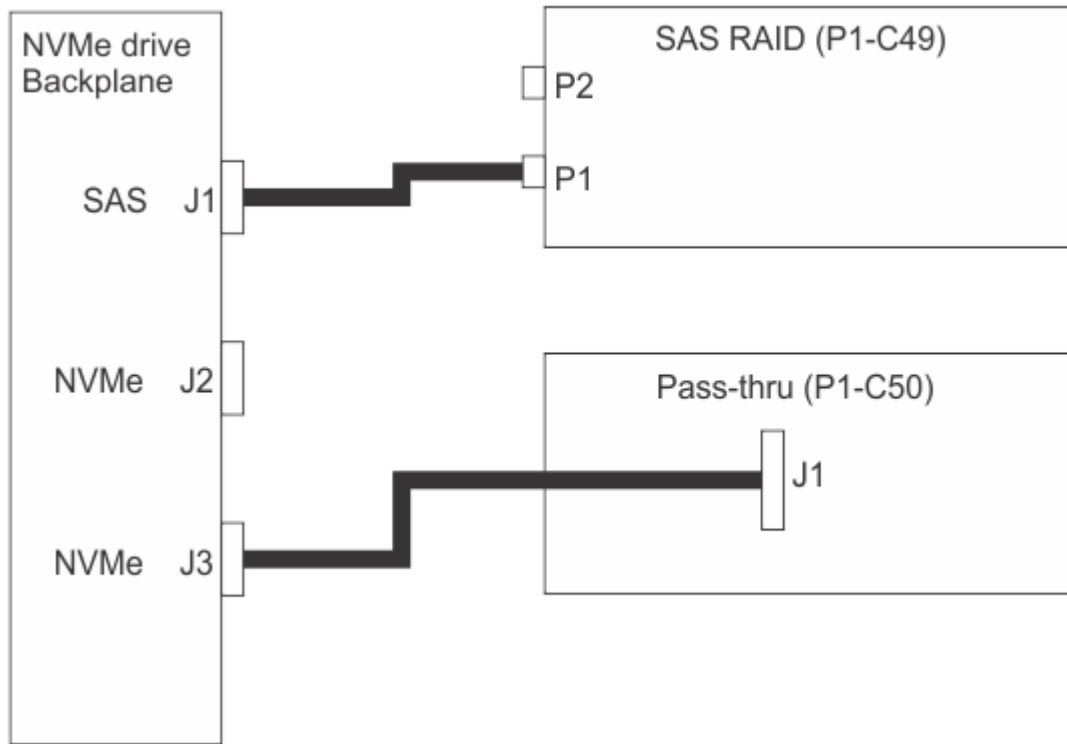 NVMe drive
Backplane
SAS J1
NVMe J2
NVMe J3
SAS RAID (P1-C49)
P2
P1
Pass-thru (P1-C50)
J1